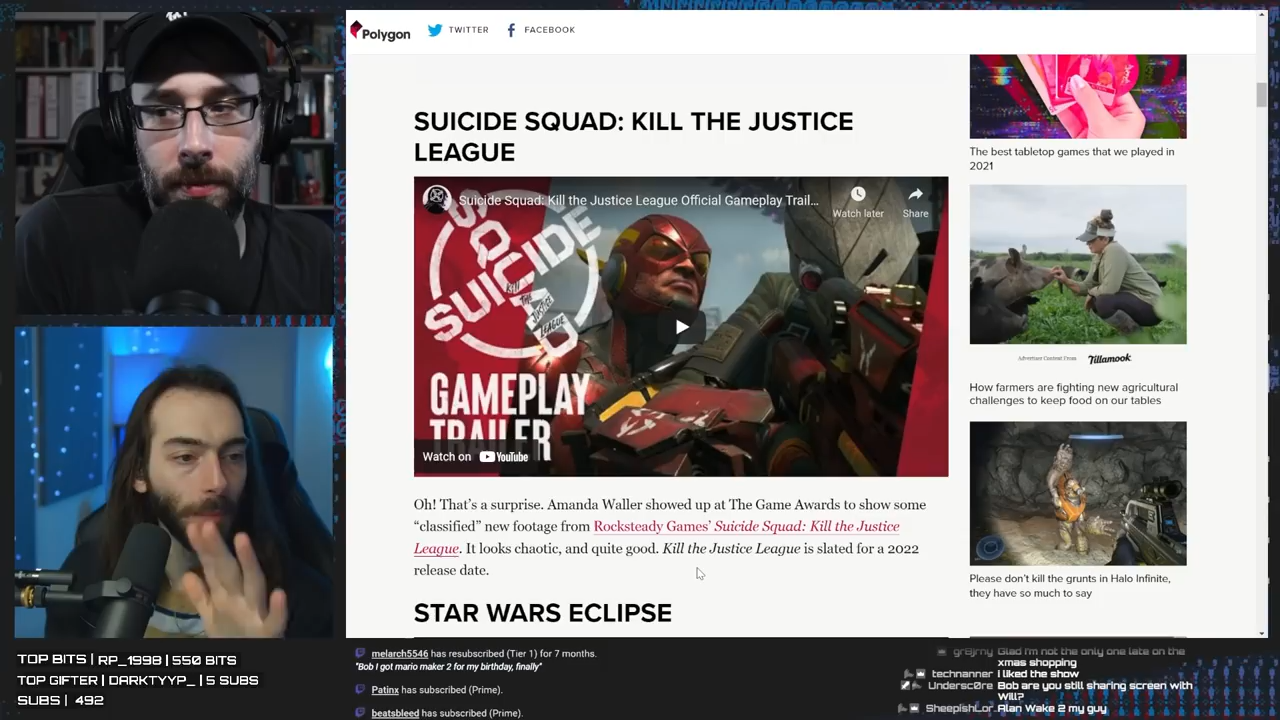 Polygon
TWITTER
FACEBOOK
SUICIDE SQUAD: KILL THE JUSTICE
LEAGUE
Suicide Squad: Kill the Justice League Official Gameplay Trail...
Watch later
Share
SUICIDE
SQUAD
KILL
THE
JUSTICE
LEAGUE
GAMEPLAY
TRAILER
Watch on YouTube
Oh! That’s a surprise. Amanda Waller showed up at The Game Awards to show some
“classified” new footage from Rocksteady Games’ Suicide Squad: Kill the Justice
League. It looks chaotic, and quite good. Kill the Justice League is slated for a 2022
release date.
STAR WARS ECLIPSE
The best tabletop games that we played in
2021
Advertiser Content From Tillamook
How farmers are fighting new agricultural
challenges to keep food on our tables
Please don’t kill the grunts in Halo Infinite,
they have so much to say
TOP BITS | RP_1998 | 550 BITS
TOP GIFTER | DARKTYYP_ | 5 SUBS
SUBS | 492
melarch5546 has resubscribed (Tier 1) for 7 months.
"Bob I got mario maker 2 for my birthday, finally"
Patinx has subscribed (Prime).
beatsbleed has subscribed (Prime).
Glad I'm not the only one late on the
xmas shopping
technanner I liked the show
Undersc0re Bob are you still sharing screen with
Will?
SheepishLor Alan Wake 2 my guy